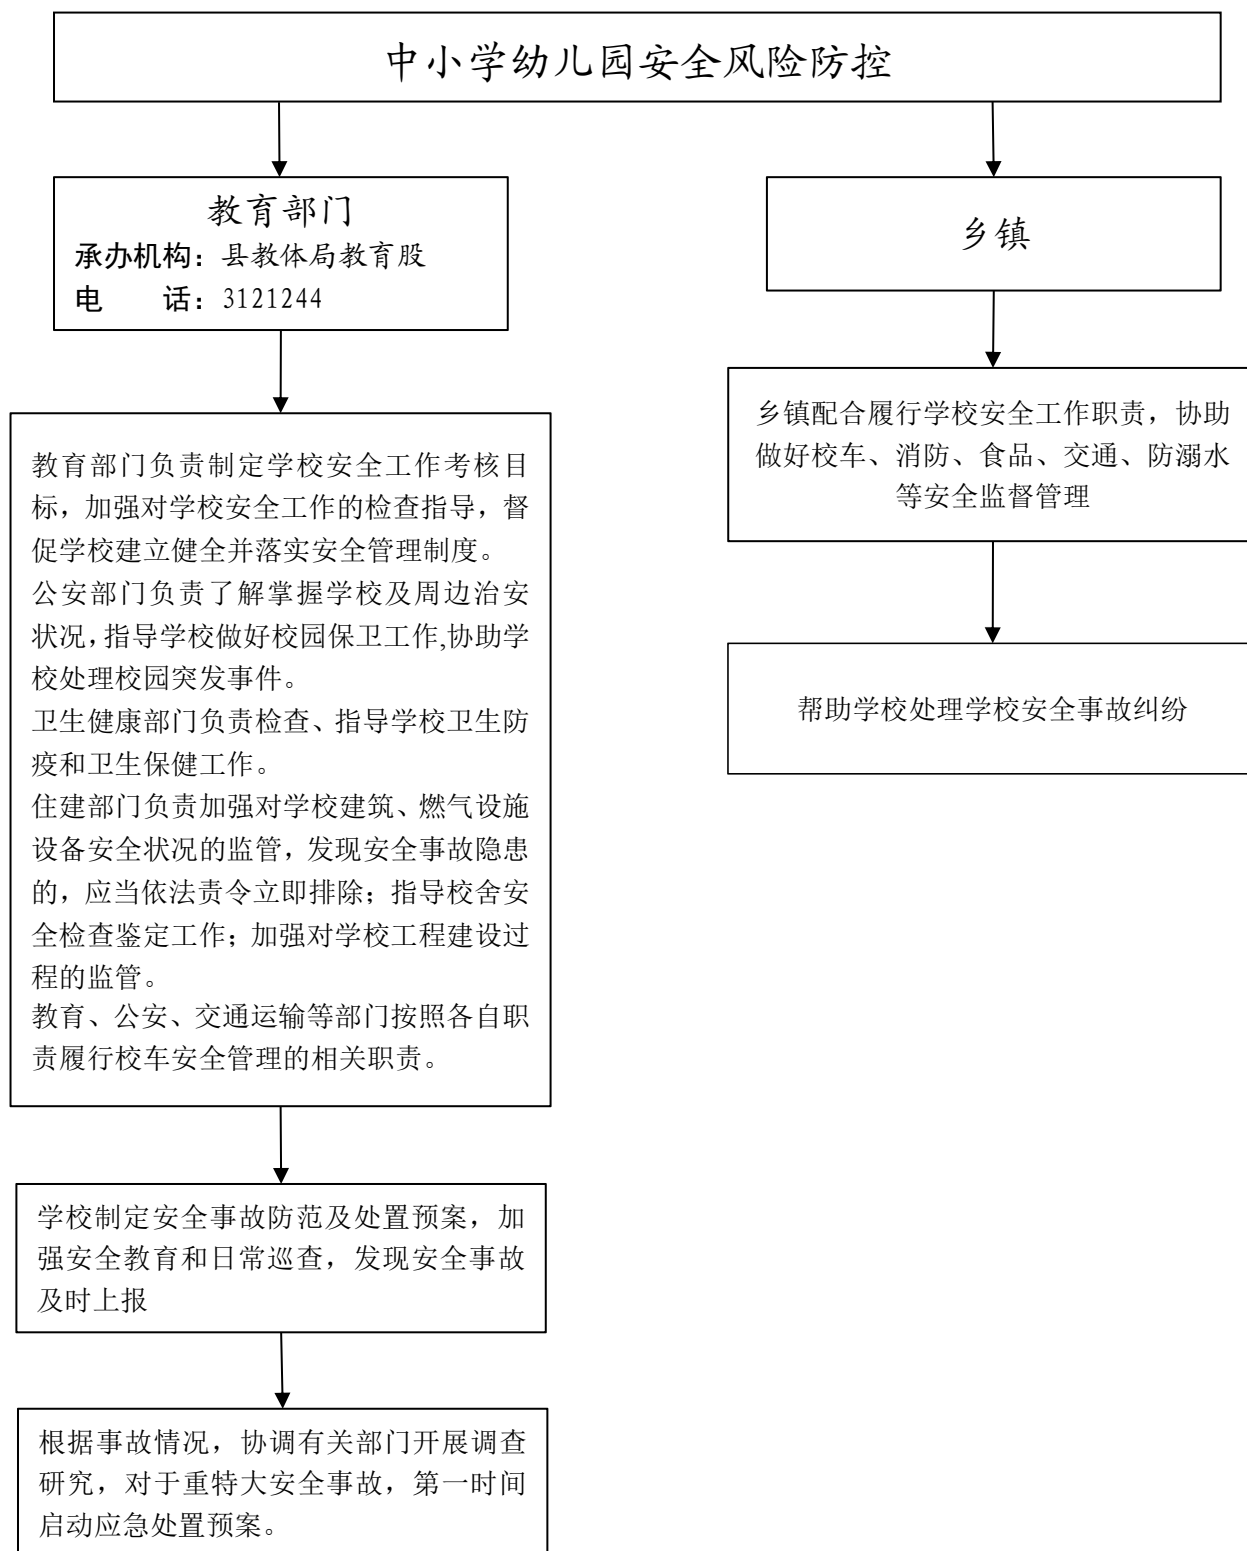 中小学幼儿园安全风险防控
教育部门
承办机构：县教体局教育股
电　　话：3121244
教育部门负责制定学校安全工作考核目
标，加强对学校安全工作的检查指导，督
促学校建立健全并落实安全管理制度。
公安部门负责了解掌握学校及周边治安
状况，指导学校做好校园保卫工作,协助学
校处理校园突发事件。
卫生健康部门负责检查、指导学校卫生防
疫和卫生保健工作。
住建部门负责加强对学校建筑、燃气设施
设备安全状况的监管，发现安全事故隐患
的，应当依法责令立即排除；指导校舍安
全检查鉴定工作；加强对学校工程建设过
程的监管。
教育、公安、交通运输等部门按照各自职
责履行校车安全管理的相关职责。
学校制定安全事故防范及处置预案，加
强安全教育和日常巡查，发现安全事故
及时上报
根据事故情况，协调有关部门开展调查
研究，对于重特大安全事故，第一时间
启动应急处置预案。
乡镇
乡镇配合履行学校安全工作职责，协助
做好校车、消防、食品、交通、防溺水
等安全监督管理
帮助学校处理学校安全事故纠纷